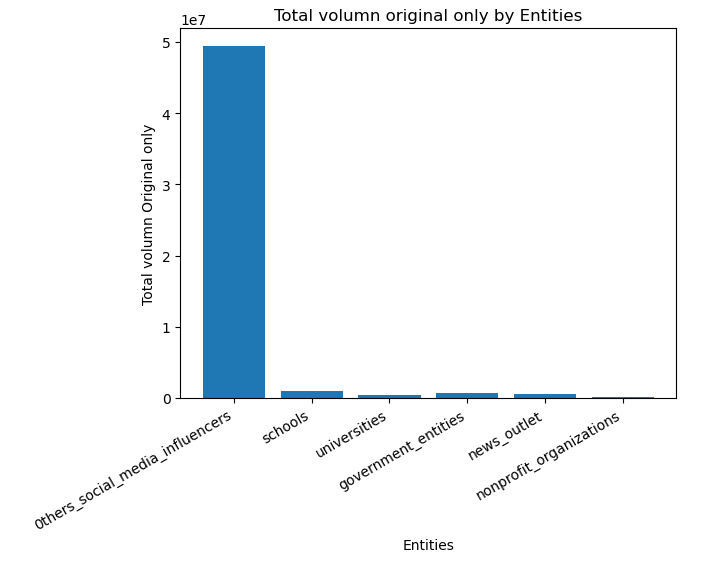 Total volumn original only by Entities
1e7
5
4
3
2
1
0
Total volumn Original only
0thers_social_media_influencers
schools
universities
government_entities
news_outlet
nonprofit_organizations
Entities